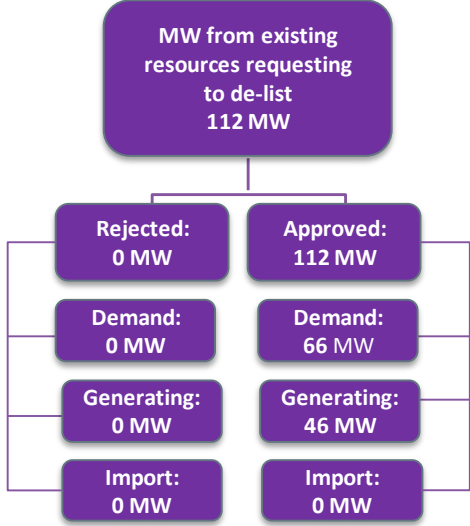 MW from existing
resources requesting
to de-list
112 MW
Rejected:
0 MW
Approved:
112 MW
Demand:
0 MW
Demand:
66 MW
Generating:
0 MW
Generating:
46 MW
Import:
0 MW
Import:
0 MW